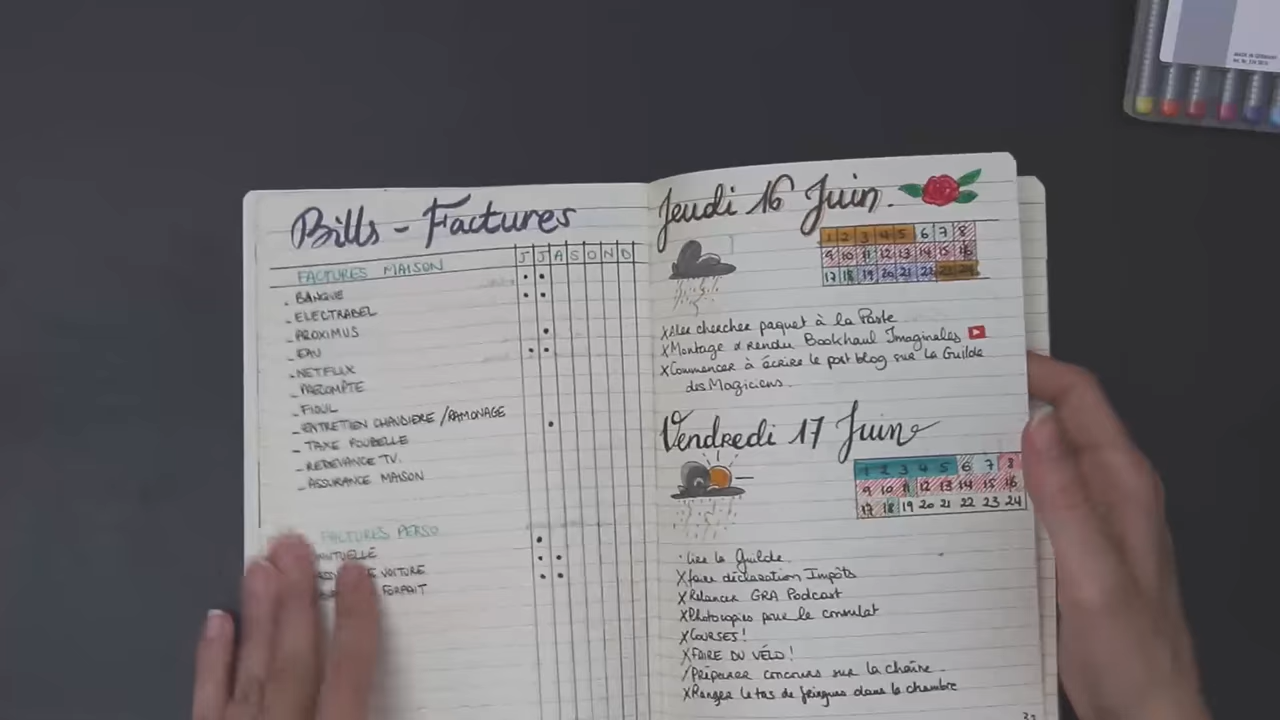 Bills - Factures
FACTURES MAISON
J J A S O N D
- BANQUE
- ELECTRABEL
- PROXIMUS
- EAU
- NETFLIX
- FIOUL
- ENTRETIEN CHAUDIERE / RAMONAGE
- TAXE POUBELLE
- REDEVANCE TV.
- ASSURANCE MAISON
FACTURES PERSO
MUTUELLE
VOITURE
FORFAIT
Jeudi 16 Juin.
1 2 3 4 5 6 7 8
9 10 11 12 13 14 15 16
17 18 19 20 21 22 23 24
X Aller chercher paquet à la Poste
X Montage & rendu Bookhaul Imaginales
X Commencer à écrire le post blog sur la Guilde
des Magiciens.
Vendredi 17 Juin
1 2 3 4 5 6 7 8
9 10 11 12 13 14 15 16
17 18 19 20 21 22 23 24
· Lire la Guilde
X faire déclaration Impôts
X Relancer GRA Podcast
X Photocopies pour le consulat
X COURSES!
X FAIRE DU VÉLO!
/ Préparer concours sur la chaîne
X Ranger le tas de fringues dans la chambre
MADE IN GERMANY